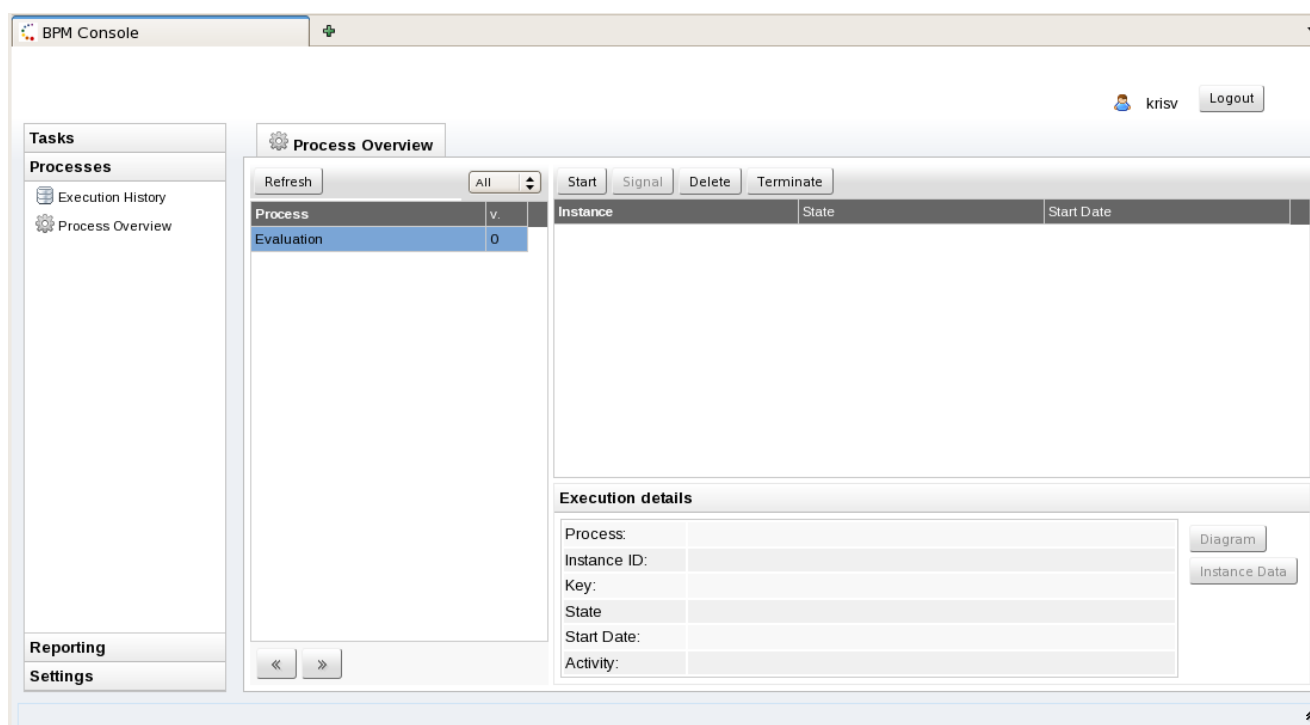 BPM Console
krisv Logout
Tasks
Processes
Execution History
Process Overview
Reporting
Settings
Process Overview
Refresh All
Process v.
Evaluation 0
« »
Start Signal Delete Terminate
Instance State Start Date
Execution details
Process:
Instance ID:
Key:
State
Start Date:
Activity:
Diagram
Instance Data